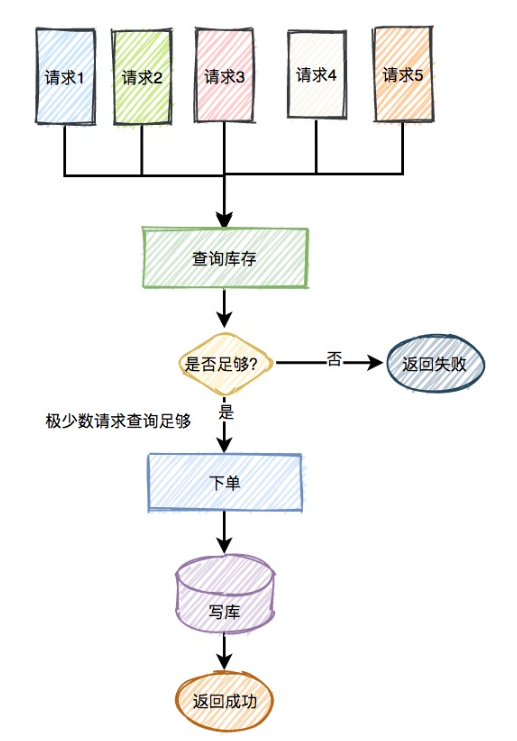 请求1
请求2
请求3
请求4
请求5
查询库存
是否足够?
否
返回失败
是
极少数请求查询足够
下单
写库
返回成功